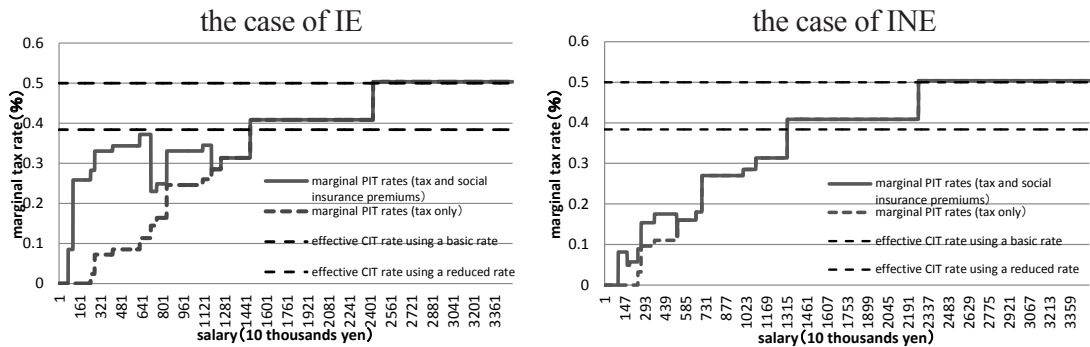 the case of IE
0.6
0.5
0.4
0.3
0.2
0.1
0
marginal tax rate (%)
marginal PIT rates (tax and social
insurance premiums)
marginal PIT rates (tax only)
effective CIT rate using a basic rate
effective CIT rate using a reduced rate
1 161 321 481 641 801 961 1121 1281 1441 1601 1761 1921 2081 2241 2401 2561 2721 2881 3041 3201 3361
salary(10 thousands yen)
the case of INE
0.6
0.5
0.4
0.3
0.2
0.1
0
marginal tax rate (%)
marginal PIT rates (tax and social
insurance premiums)
marginal PIT rates (tax only)
effective CIT rate using a basic rate
effective CIT rate using a reduced rate
1 147 293 439 585 731 877 1023 1169 1315 1461 1607 1753 1899 2045 2191 2337 2483 2629 2775 2921 3067 3213 3359
salary(10 thousands yen)